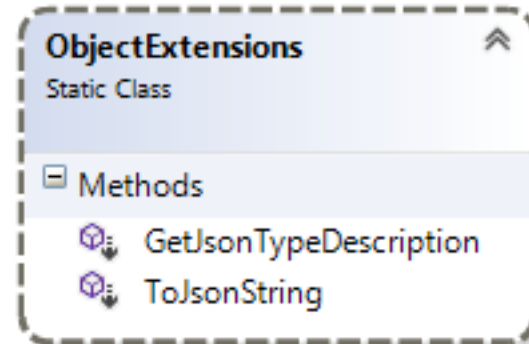 ObjectExtensions
Static Class
Methods
GetJsonTypeDescription
ToJsonString